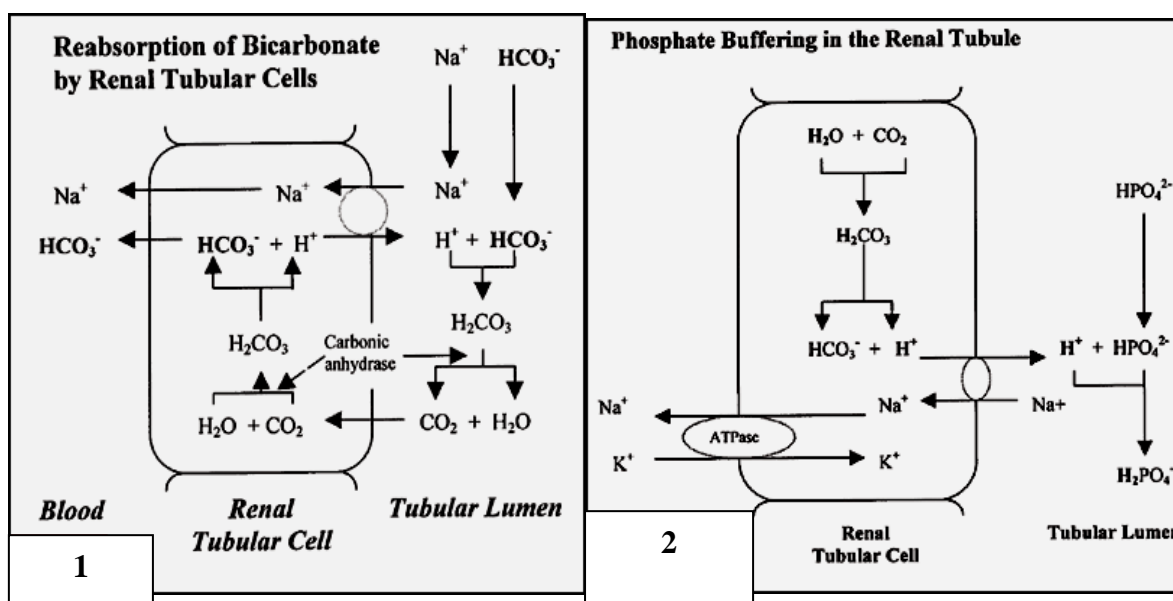 Reabsorption of Bicarbonate
by Renal Tubular Cells
Na⁺ HCO₃⁻
Na⁺ Na⁺ Na⁺
HCO₃⁻ HCO₃⁻ + H⁺ H⁺ + HCO₃⁻
H₂CO₃
H₂CO₃
Carbonic
anhydrase
H₂O + CO₂ CO₂ + H₂O
Blood Renal
Tubular Cell
Tubular Lumen
1
Phosphate Buffering in the Renal Tubule
H₂O + CO₂
HPO₄²⁻
H₂CO₃
HCO₃⁻ + H⁺ H⁺ + HPO₄²⁻
Na⁺ Na⁺ Na+
ATPase
K⁺ K⁺
H₂PO₄⁻
Renal
Tubular Cell
Tubular Lumen
2